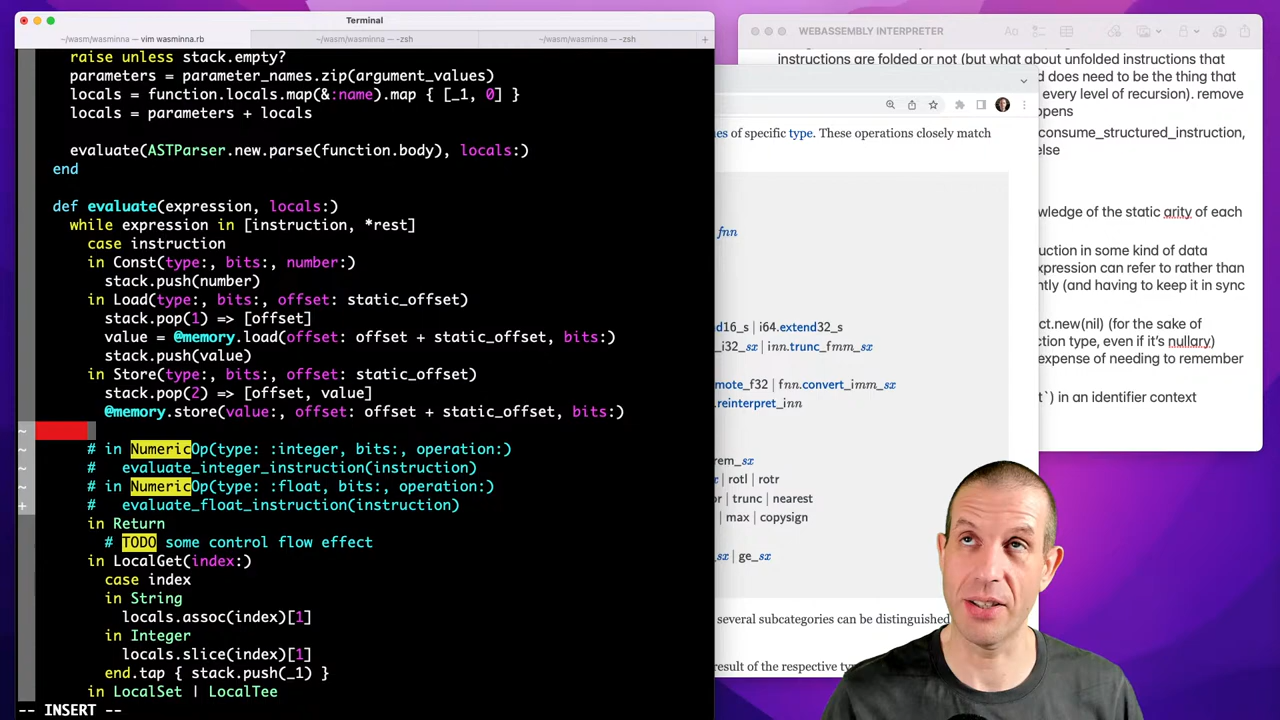 Terminal
~/wasm/wasminna — vim wasminna.rb
~/wasm/wasminna — -zsh
~/wasm/wasminna — -zsh
+
raise unless stack.empty?
parameters = parameter_names.zip(argument_values)
locals = function.locals.map(&:name).map { [_1, 0] }
locals = parameters + locals
evaluate(ASTParser.new.parse(function.body), locals:)
end
def evaluate(expression, locals:)
while expression in [instruction, *rest]
case instruction
in Const(type:, bits:, number:)
stack.push(number)
in Load(type:, bits:, offset: static_offset)
stack.pop(1) => [offset]
value = @memory.load(offset: offset + static_offset, bits:)
stack.push(value)
in Store(type:, bits:, offset: static_offset)
stack.pop(2) => [offset, value]
@memory.store(value:, offset: offset + static_offset, bits:)
~
~ # in NumericOp(type: :integer, bits:, operation:)
~ # evaluate_integer_instruction(instruction)
~ # in NumericOp(type: :float, bits:, operation:)
+ # evaluate_float_instruction(instruction)
in Return
# TODO some control flow effect
in LocalGet(index:)
case index
in String
locals.assoc(index)[1]
in Integer
locals.slice(index)[1]
end.tap { stack.push(_1) }
in LocalSet | LocalTee
-- INSERT --
WEBASSEMBLY INTERPRETER
instructions are folded or not (but what about unfolded instructions that
d does need to be the thing that
every level of recursion). remove
opens
consume_structured_instruction,
else
wledge of the static arity of each
uction in some kind of data
expression can refer to rather than
ntly (and having to keep it in sync
ct.new(nil) (for the sake of
ction type, even if it's nullary)
expense of needing to remember
t`) in an identifier context
es of specific type. These operations closely match
fnn
d16_s | i64.extend32_s
_i32_sx | inn.trunc_fmm_sx
mote_f32 | fnn.convert_imm_sx
.reinterpret_inn
rem_sx
| rotl | rotr
or | trunc | nearest
| max | copysign
_sx | ge_sx
several subcategories can be distinguished
result of the respective typ